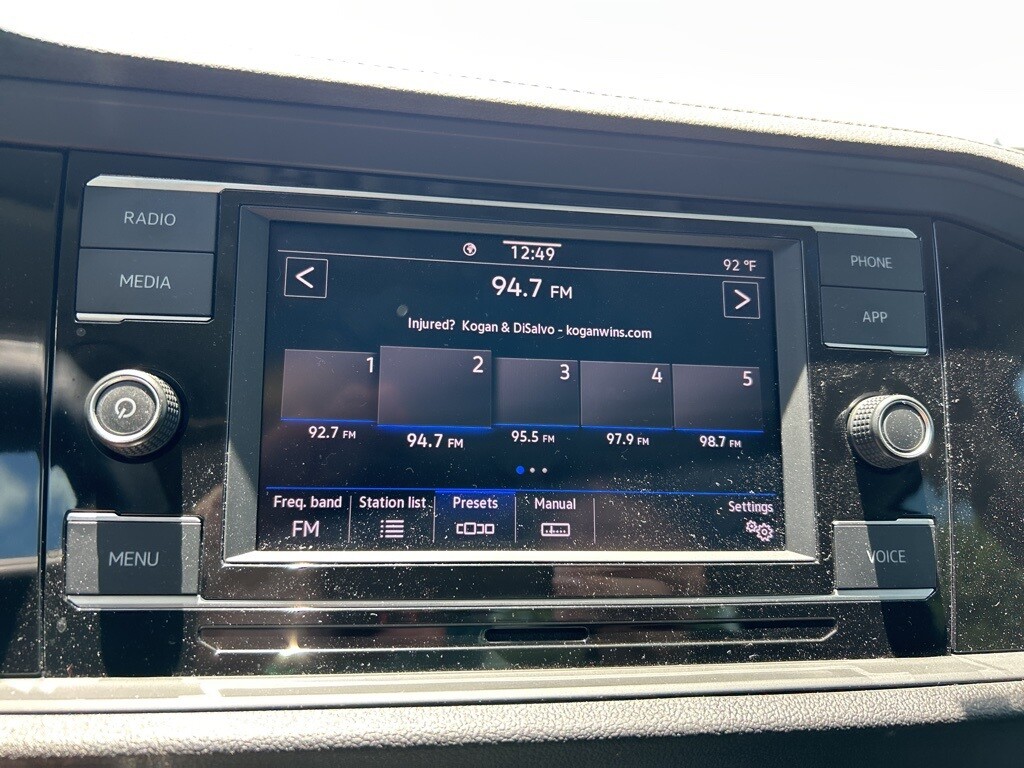 RADIO
MEDIA
MENU
12:49
92 °F
94.7 FM
<
>
Injured? Kogan & DiSalvo - koganwins.com
1
2
3
4
5
92.7 FM
94.7 FM
95.5 FM
97.9 FM
98.7 FM
Freq. band
Station list
Presets
Manual
Settings
FM
PHONE
APP
VOICE